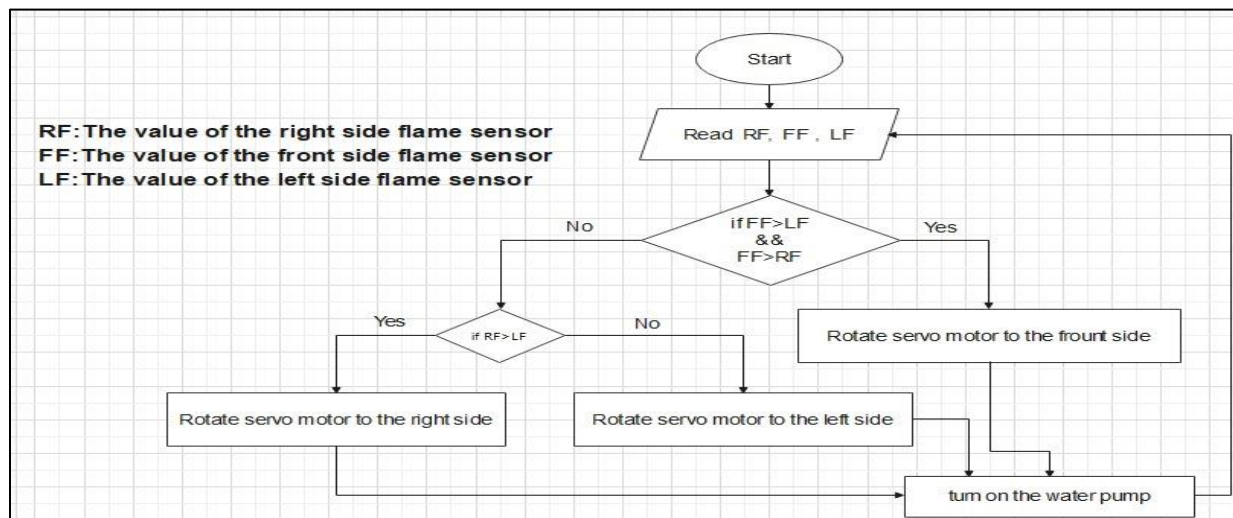 Start
RF:The value of the right side flame sensor
FF:The value of the front side flame sensor
LF:The value of the left side flame sensor
Read RF, FF , LF
if FF>LF
&&
FF>RF
No
Yes
if RF>LF
Yes
No
Rotate servo motor to the frount side
Rotate servo motor to the right side
Rotate servo motor to the left side
turn on the water pump